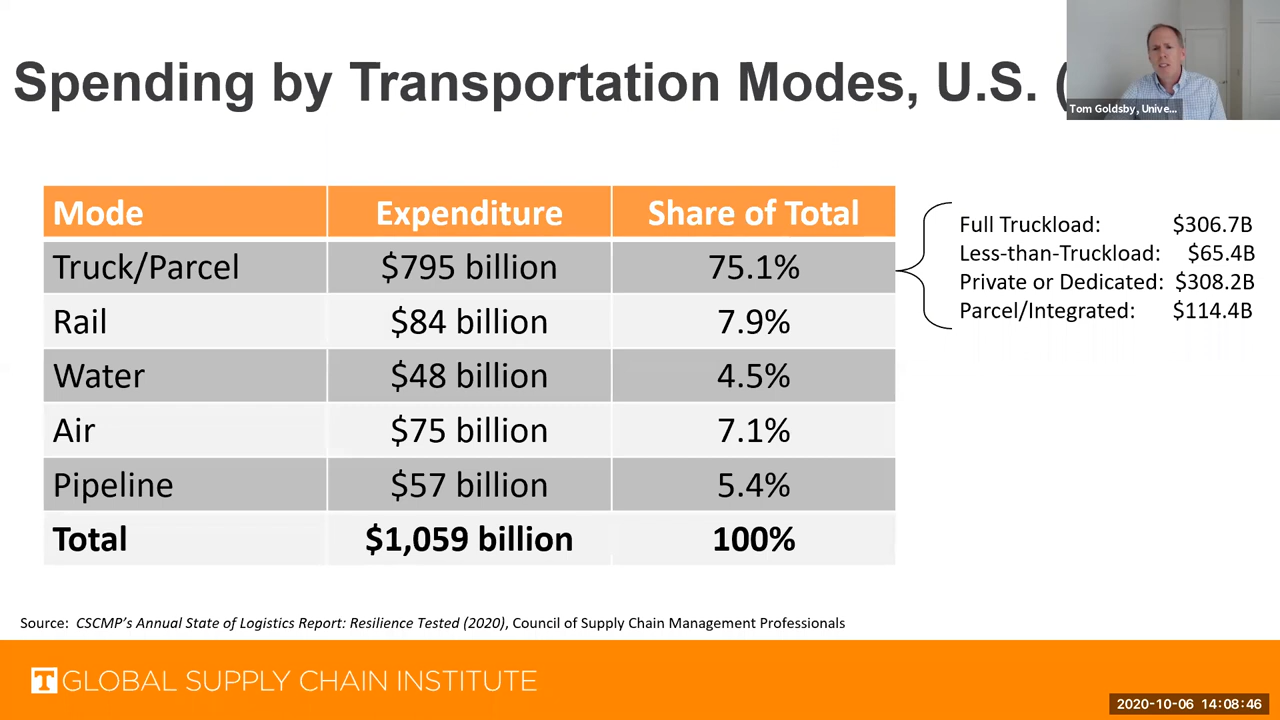 Spending by Transportation Modes, U.S. (
Tom Goldsby, Unive...
Mode Expenditure Share of Total
Truck/Parcel $795 billion 75.1%
Rail $84 billion 7.9%
Water $48 billion 4.5%
Air $75 billion 7.1%
Pipeline $57 billion 5.4%
Total $1,059 billion 100%
Full Truckload: $306.7B
Less-than-Truckload: $65.4B
Private or Dedicated: $308.2B
Parcel/Integrated: $114.4B
Source: CSCMP's Annual State of Logistics Report: Resilience Tested (2020), Council of Supply Chain Management Professionals
T GLOBAL SUPPLY CHAIN INSTITUTE
2020-10-06 14:08:46